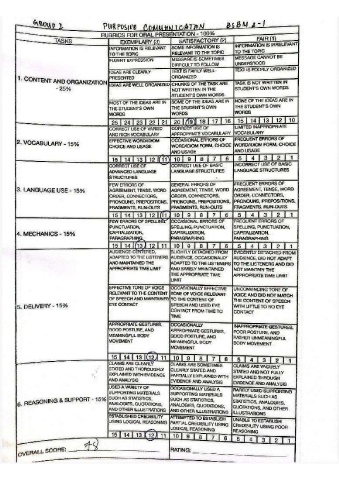 GROUP 2 PURPOSIVE COMMUNICATION BSBA 2-1
RUBRICS FOR ORAL PRESENTATION - 100%
TASKS EXEMPLARY (3) SATISFACTORY (2) FAIR (1)
1. CONTENT AND ORGANIZATION - 25%
INFORMATION IS RELEVANT TO THE TOPIC
SOME INFORMATION IS RELEVANT TO THE TOPIC
INFORMATION IS IRRELEVANT TO THE TOPIC
FLUENT EXPRESSION
MESSAGE IS SOMETIMES DIFFICULT TO FOLLOW
MESSAGE CANNOT BE UNDERSTOOD
IDEAS ARE CLEARLY PRESENTED
TEXT IS FAIRLY WELL-ORGANIZED
TEXT IS POORLY ORGANIZED
IDEAS ARE WELL ORGANIZED
CHUNKS OF THE TASK ARE NOT WRITTEN IN THE STUDENT'S OWN WORDS
TASK IS NOT WRITTEN IN STUDENT'S OWN WORDS
MOST OF THE IDEAS ARE IN THE STUDENT'S OWN WORDS
SOME OF THE IDEAS ARE IN THE STUDENT'S OWN WORDS
NONE OF THE IDEAS ARE IN THE STUDENT'S OWN WORDS
25 24 23 22 21 20 19 18 17 16 15 14 13 12 10
2. VOCABULARY - 15%
CORRECT USE OF VARIED AND RICH VOCABULARY
CORRECT USE OF APPROPRIATE VOCABULARY
LIMITED INAPPROPRIATE VOCABULARY
EFFECTIVE WORD/IDIOM CHOICE AND USAGE
OCCASIONAL ERRORS OF WORD/IDIOM FORM, CHOICE AND USAGE
FREQUENT ERRORS OF WORD/IDIOM FORM, CHOICE AND USAGE
15 14 13 12 11 10 9 8 7 6 5 4 3 2 1
3. LANGUAGE USE - 15%
CORRECT USE OF ADVANCED LANGUAGE STRUCTURES
CORRECT USE OF BASIC LANGUAGE STRUCTURES
INCORRECT USE OF BASIC LANGUAGE STRUCTURES
FEW ERRORS OF AGREEMENT, TENSE, WORD ORDER, CONNECTORS, PRONOUNS, PREPOSITIONS, FRAGMENTS, RUN-OUTS
GENERAL ERRORS OF AGREEMENT, TENSE, WORD ORDER, CONNECTORS, PRONOUNS, PREPOSITIONS, FRAGMENTS, RUN-OUTS
FREQUENT ERRORS OF AGREEMENT, TENSE, WORD ORDER, CONNECTORS, PRONOUNS, PREPOSITIONS, FRAGMENTS, RUN-OUTS
15 14 13 12 11 10 9 8 7 6 5 4 3 2 1
4. MECHANICS - 15%
FEW ERRORS OF SPELLING, PUNCTUATION, CAPITALIZATION, PARAGRAPHING
OCCASIONAL ERRORS OF SPELLING, PUNCTUATION, CAPITALIZATION, PARAGRAPHING
FREQUENT ERRORS OF SPELLING, PUNCTUATION, CAPITALIZATION, PARAGRAPHING
15 14 13 12 11 10 9 8 7 6 5 4 3 2 1
5. DELIVERY - 15%
AUDIENCE-CENTERED, ADAPTED TO THE LISTENERS AND MAINTAINED THE APPROPRIATE TIME LIMIT
SLIGHTLY DETACHED FROM AUDIENCE, OCCASIONALLY ADAPTED TO THE LISTENERS AND RARELY MAINTAINED THE APPROPRIATE TIME LIMIT
EVIDENTLY DETACHED FROM AUDIENCE, DID NOT ADAPT TO THE LISTENERS AND DID NOT MAINTAIN THE APPROPRIATE TIME LIMIT
EFFECTIVE TONE OF VOICE RELEVANT TO THE CONTENT OF SPEECH AND MAINTAINED EYE CONTACT
OCCASIONALLY EFFECTIVE TONE OF VOICE RELEVANT TO THE CONTENT OF SPEECH AND USED EYE CONTACT FROM TIME TO TIME
UNCONVINCING TONE OF VOICE AND DID NOT MATCH THE CONTENT OF SPEECH WITH LITTLE TO NO EYE CONTACT
APPROPRIATE GESTURES, GOOD POSTURE, AND MEANINGFUL BODY MOVEMENT
OCCASIONALLY APPROPRIATE GESTURES, GOOD POSTURE, AND MEANINGFUL BODY MOVEMENT
INAPPROPRIATE GESTURES, POOR POSTURE, AND RATHER UNMEANINGFUL BODY MOVEMENT
15 14 13 12 11 10 9 8 7 6 5 4 3 2 1
6. REASONING & SUPPORT - 15%
CLAIMS ARE CLEARLY STATED AND THOROUGHLY EXPLAINED WITH EVIDENCE AND ANALYSIS
CLAIMS ARE SOMETIMES CLEARLY STATED AND PARTIALLY EXPLAINED WITH EVIDENCE AND ANALYSIS
CLAIMS ARE VAGUELY STATED AND NOT FULLY EXPLAINED THROUGH EVIDENCE AND ANALYSIS
USED A VARIETY OF SUPPORTING MATERIALS SUCH AS STATISTICS, ANALOGIES, QUOTATIONS, AND OTHER ILLUSTRATIONS
OCCASIONALLY USED A SUPPORTING MATERIALS SUCH AS STATISTICS, ANALOGIES, QUOTATIONS, AND OTHER ILLUSTRATIONS
RARELY USED SUPPORTING MATERIALS SUCH AS STATISTICS, ANALOGIES, QUOTATIONS, AND OTHER ILLUSTRATIONS
ESTABLISHED CREDIBILITY USING LOGICAL REASONING
ATTEMPTED TO ESTABLISH PARTIAL CREDIBILITY USING LOGICAL REASONING
UNABLE TO ESTABLISH CREDIBILITY USING POOR REASONING
15 14 13 12 11 10 9 8 7 6 5 4 3 2 1
OVERALL SCORE: RATING: